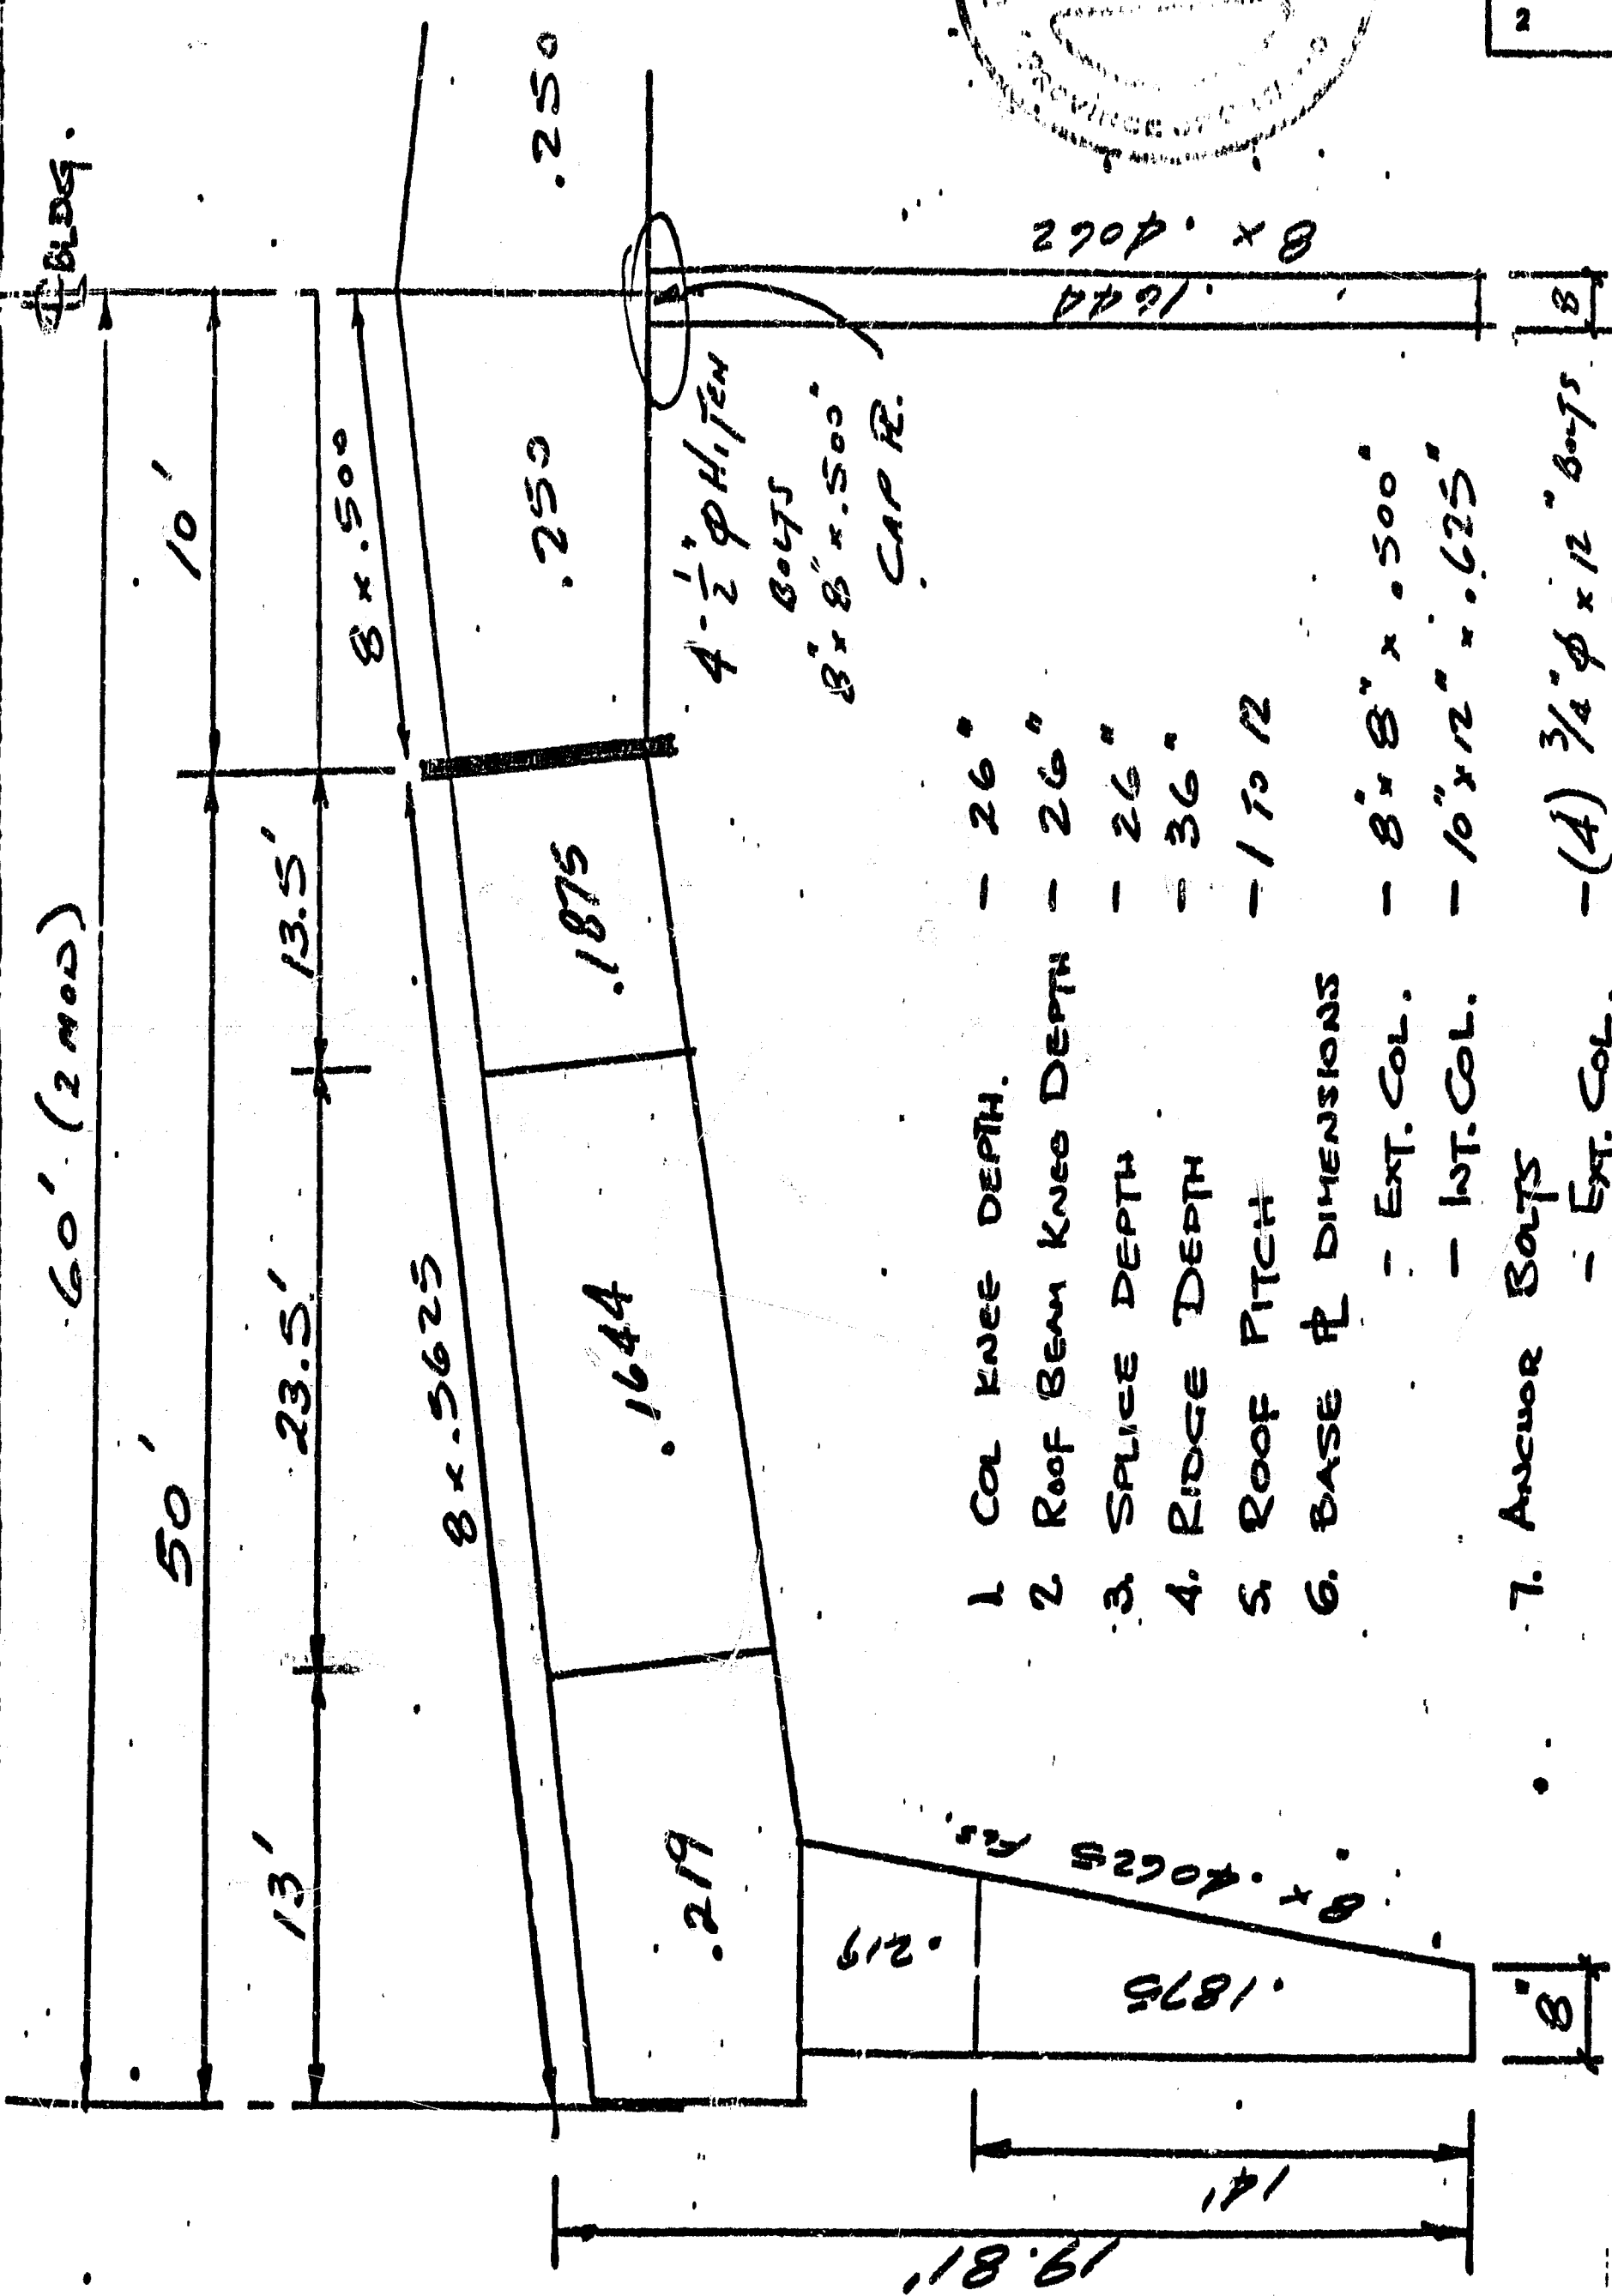 ℄ BLDG.
60' (2 MOD)
50'
10'
13'
23.5'
13.5'
8 x .5625
8 x .500
.219
.1644
.1875
.250
.250
4 - 1/2" φ HI, TEN
BOLTS
8" x 8" x .500"
CAP ℞.
.219
.1875
8 x .40625
.1644
8 x .4062
19.81'
14'
8"
8
1 COL KNEE DEPTH. - 26"
2 ROOF BEAM KNEE DEPTH - 26"
3. SPLICE DEPTH - 26"
4. RIDGE DEPTH - 36"
5. ROOF PITCH - 1 TO 12
6. BASE ℄ DIMENSIONS
- EXT. COL. - 8" x 8" x .500"
- INT. COL. - 10" x 12" x .625"
7. ANCHOR BOLTS
- EXT. COL. - (4) 3/4" φ x 12" BOLTS
PROVINCE OF
2